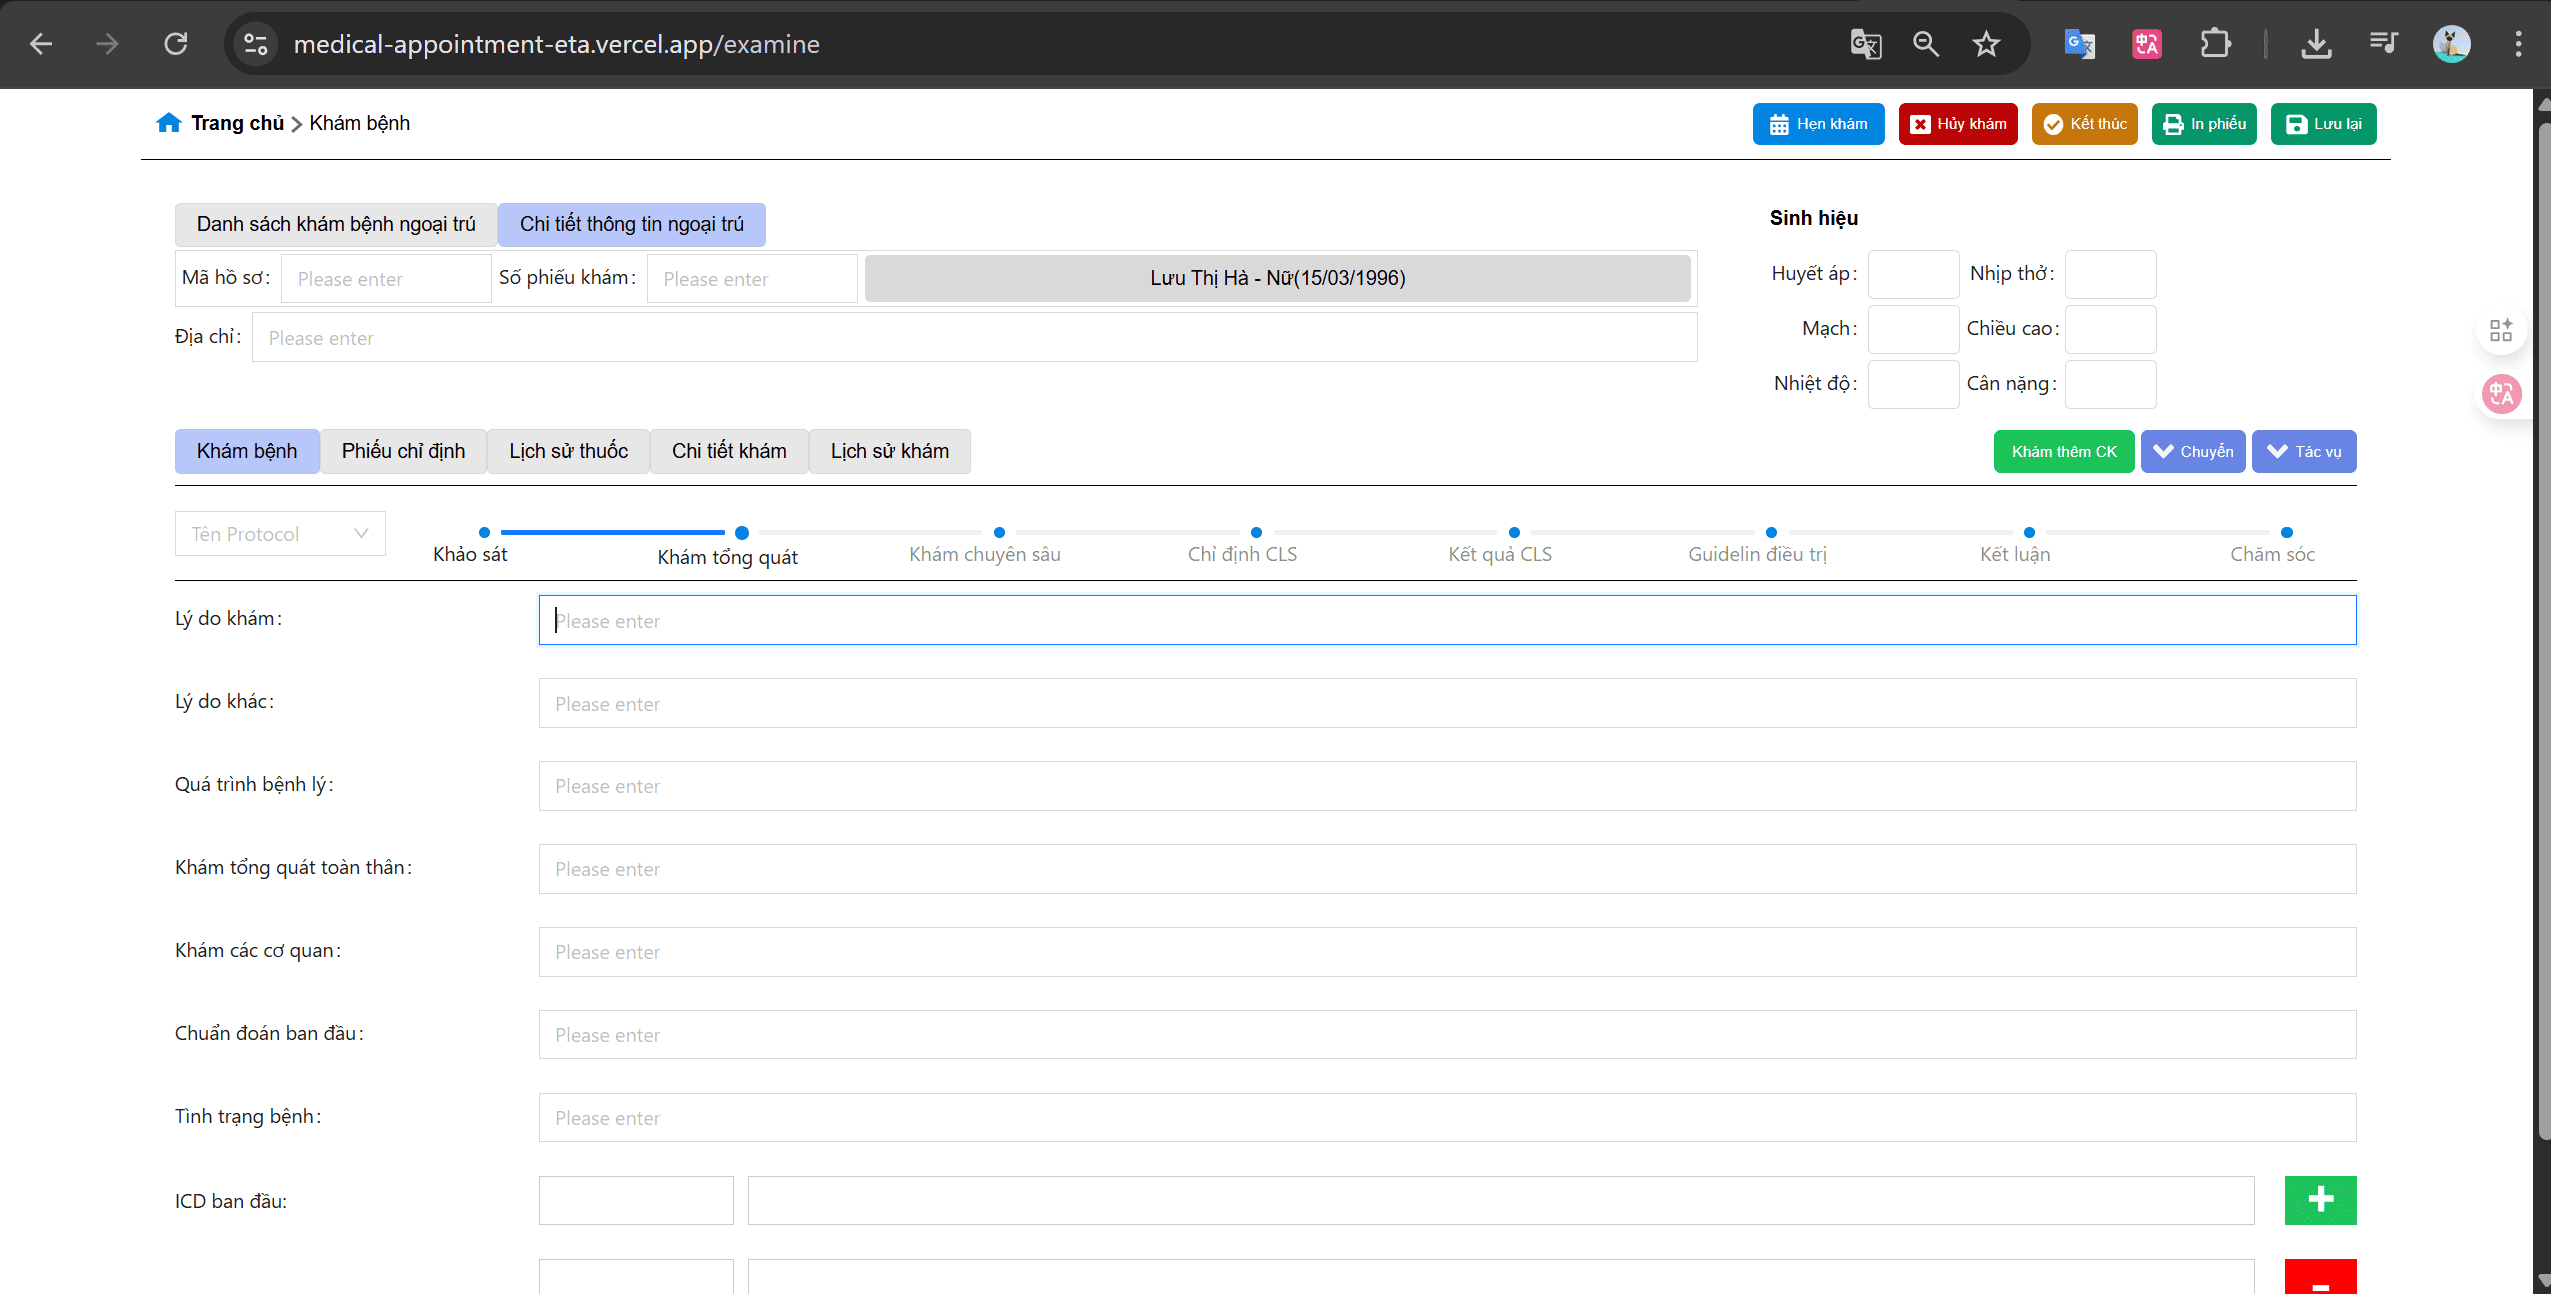 medical-appointment-eta.vercel.app/examine
Trang chủ > Khám bệnh
Hẹn khám
Hủy khám
Kết thúc
In phiếu
Lưu lại
Danh sách khám bệnh ngoại trú
Chi tiết thông tin ngoại trú
Sinh hiệu
Mã hồ sơ: Please enter Số phiếu khám: Please enter Lưu Thị Hà - Nữ(15/03/1996)
Huyết áp: Nhịp thở:
Địa chỉ: Please enter
Mạch: Chiều cao:
Nhiệt độ: Cân nặng:
Khám bệnh
Phiếu chỉ định
Lịch sử thuốc
Chi tiết khám
Lịch sử khám
Khám thêm CK
Chuyển
Tác vụ
Tên Protocol
Khảo sát
Khám tổng quát
Khám chuyên sâu
Chỉ định CLS
Kết quả CLS
Guidelin điều trị
Kết luận
Chăm sóc
Lý do khám: Please enter
Lý do khác: Please enter
Quá trình bệnh lý: Please enter
Khám tổng quát toàn thân: Please enter
Khám các cơ quan: Please enter
Chuẩn đoán ban đầu: Please enter
Tình trạng bệnh: Please enter
ICD ban đầu: